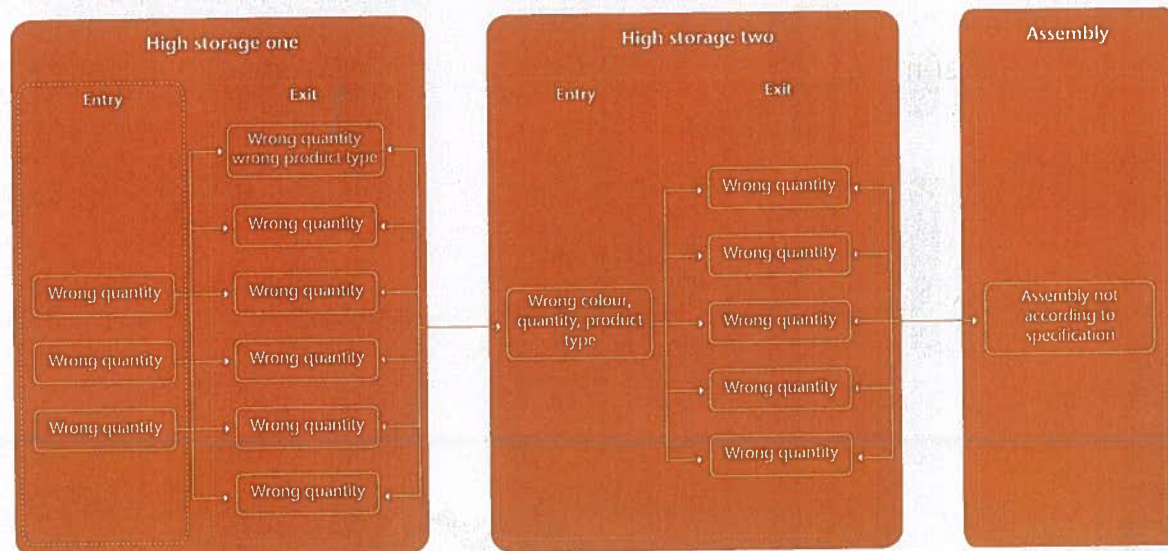 High storage one
Entry
Exit
Wrong quantity
wrong product type
Wrong quantity
Wrong quantity
Wrong quantity
Wrong quantity
Wrong quantity
Wrong quantity
Wrong quantity
Wrong quantity
High storage two
Entry
Exit
Wrong colour,
quantity, product
type
Wrong quantity
Wrong quantity
Wrong quantity
Wrong quantity
Wrong quantity
Assembly
Assembly not
according to
specification